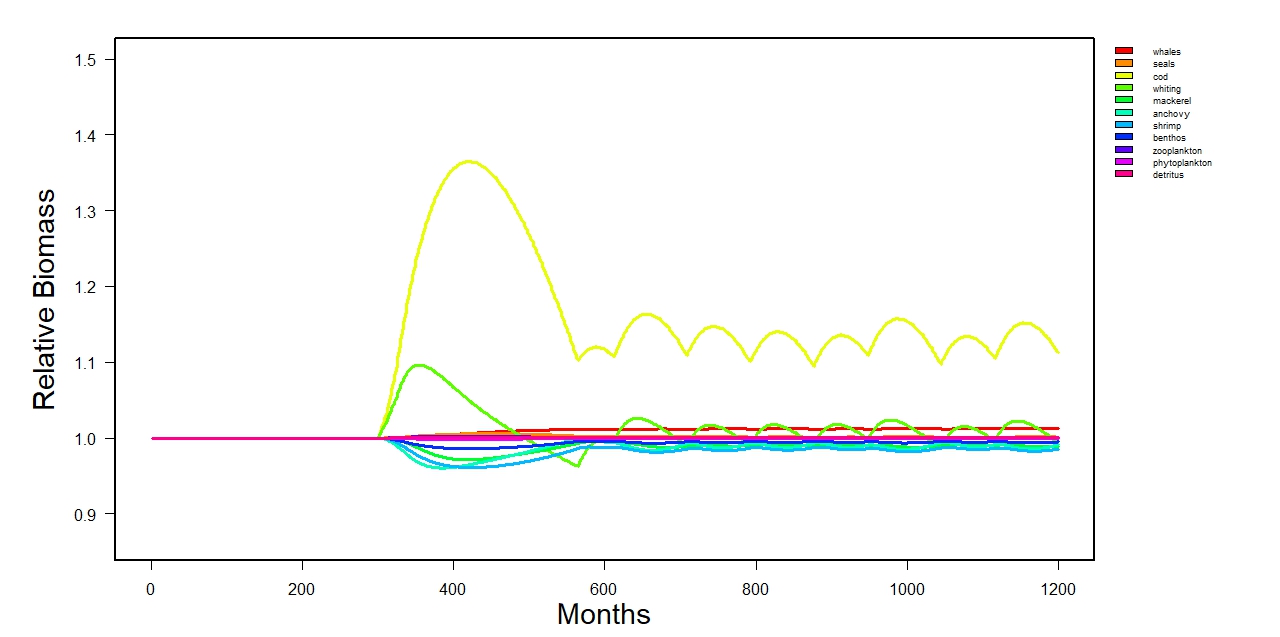 Relative Biomass
1.5
1.4
1.3
1.2
1.1
1.0
0.9
0 200 400 600 800 1000 1200
Months
whales
seals
cod
whiting
mackerel
anchovy
shrimp
benthos
zooplankton
phytoplankton
detritus